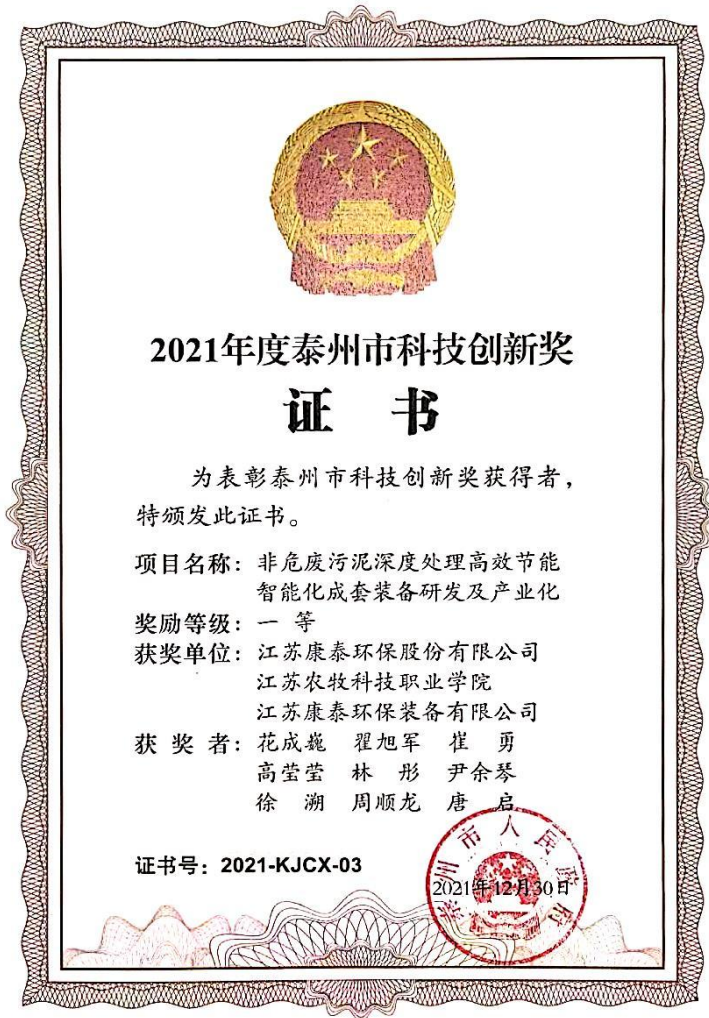 2021年度泰州市科技创新奖
证 书
为表彰泰州市科技创新奖获得者，
特颁发此证书。
项目名称：非危废污泥深度处理高效节能
智能化成套装备研发及产业化
奖励等级：一 等
获奖单位：江苏康泰环保股份有限公司
江苏农牧科技职业学院
江苏康泰环保装备有限公司
获 奖 者：花成巍 翟旭军 崔 勇
高莹莹 林 彤 尹余琴
徐 溯 周顺龙 唐 启
证书号：2021-KJCX-03
泰州市人民政府
2021年12月30日